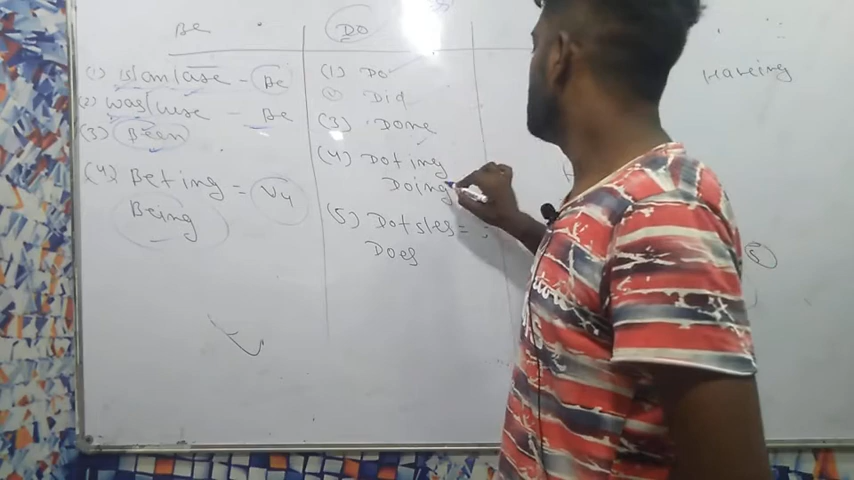 Be
(1) is/am/are - Be
(2) was/were - Be
(3) Been
(4) Be+ing = V4
Being
Do
(1) Do
(2) Did
(3) Done
(4) Do+ing
Doing
(5) Do+s/es =
Does
Having